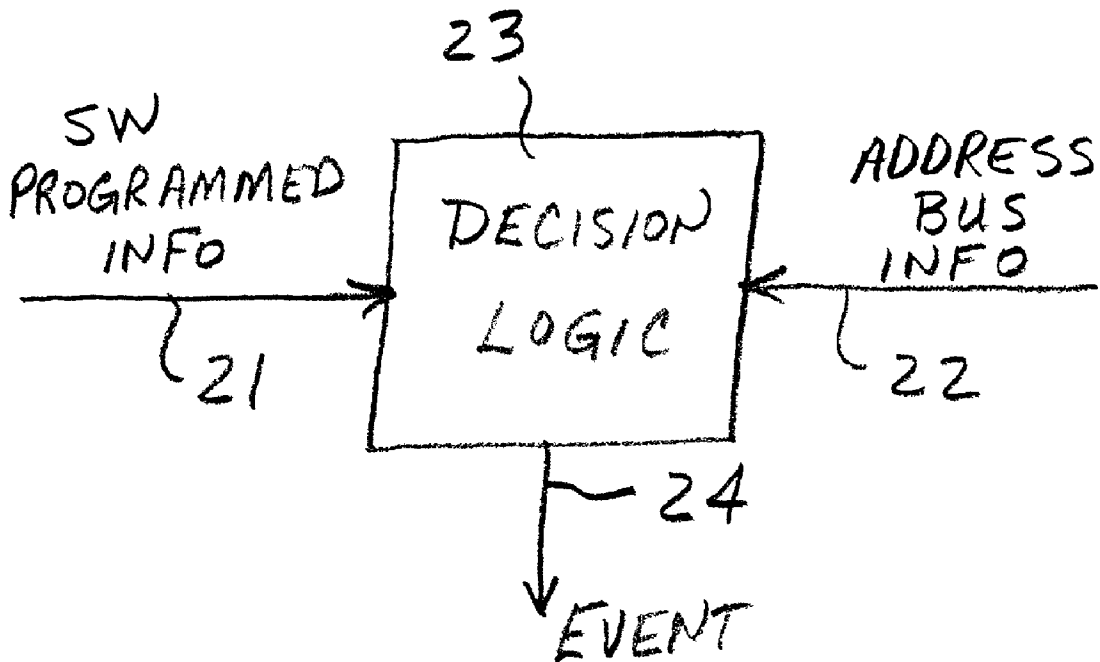 23
SW
PROGRAMMED
INFO
21
DECISION
LOGIC
ADDRESS
BUS
INFO
22
24
EVENT